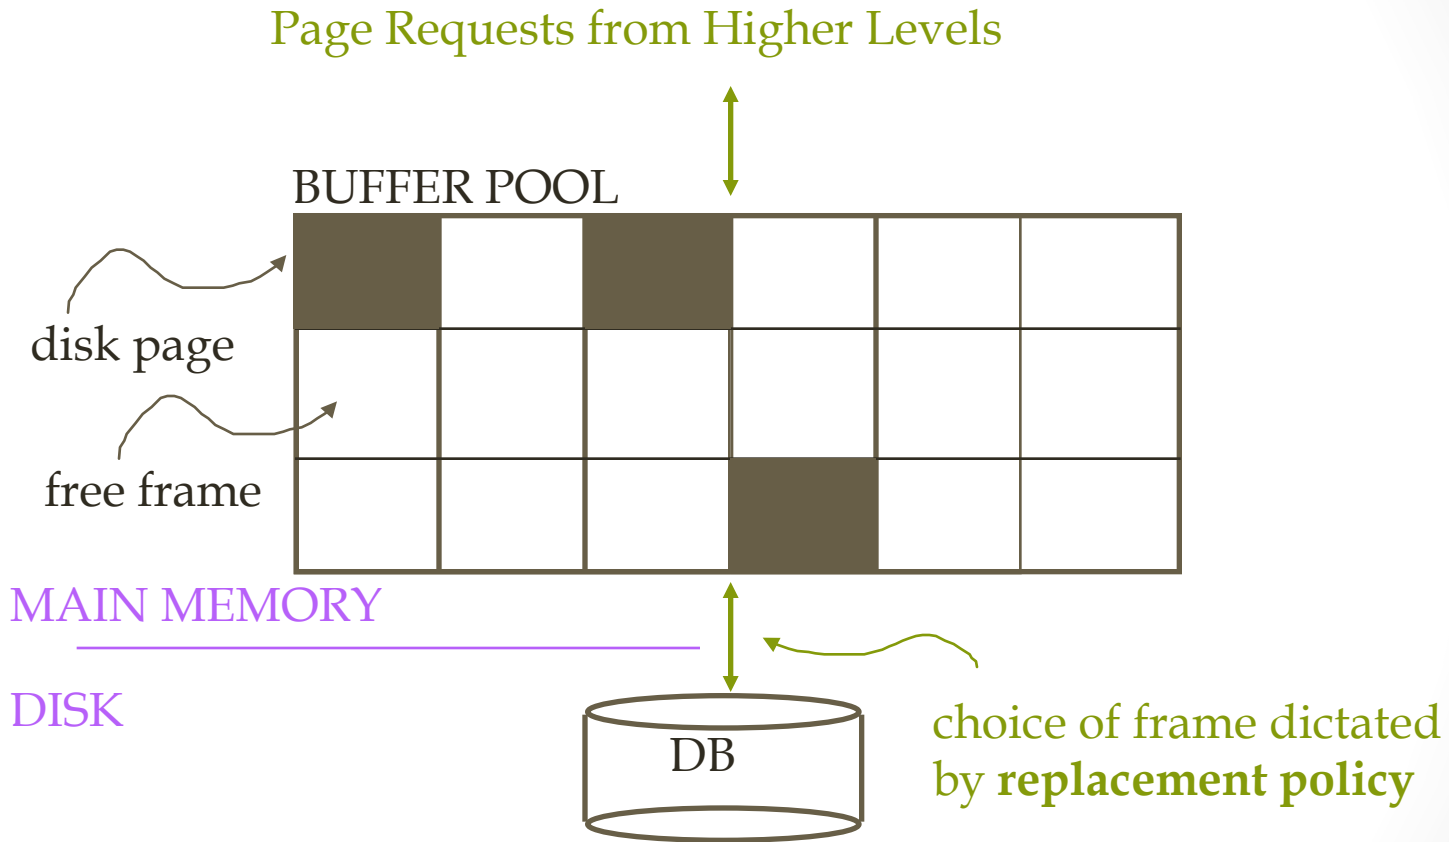 Page Requests from Higher Levels
BUFFER POOL
disk page
free frame
MAIN MEMORY
DISK
DB
choice of frame dictated
by replacement policy